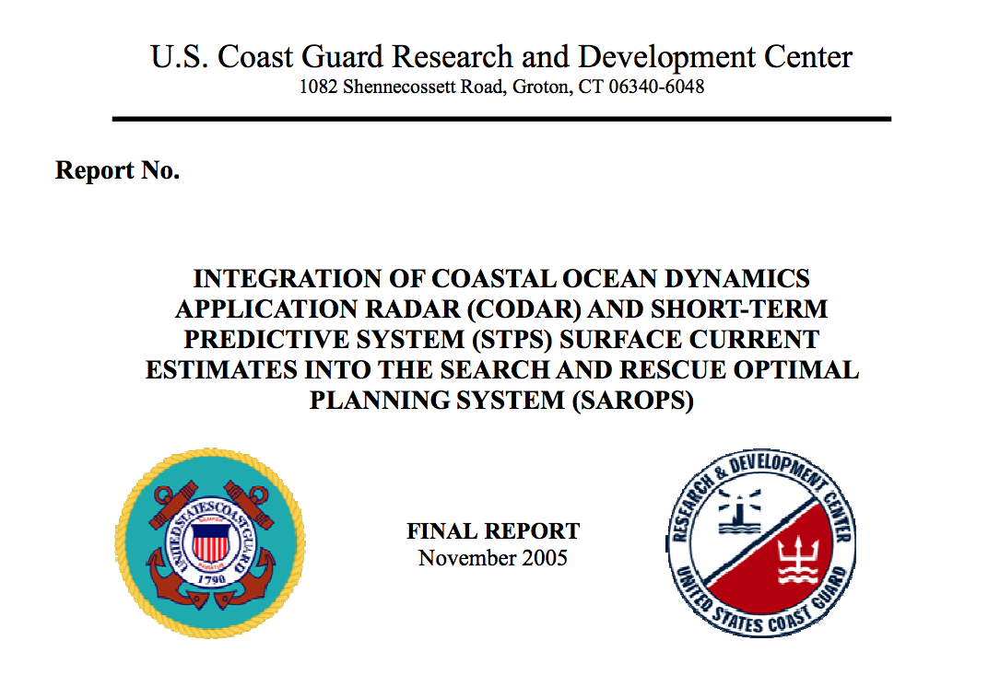 U.S. Coast Guard Research and Development Center
1082 Shennecossett Road, Groton, CT 06340-6048
Report No.
INTEGRATION OF COASTAL OCEAN DYNAMICS
APPLICATION RADAR (CODAR) AND SHORT-TERM
PREDICTIVE SYSTEM (STPS) SURFACE CURRENT
ESTIMATES INTO THE SEARCH AND RESCUE OPTIMAL
PLANNING SYSTEM (SAROPS)
UNITED STATES COAST GUARD
SEMPER
PARATUS
1790
FINAL REPORT
November 2005
RESEARCH & DEVELOPMENT CENTER
UNITED STATES COAST GUARD